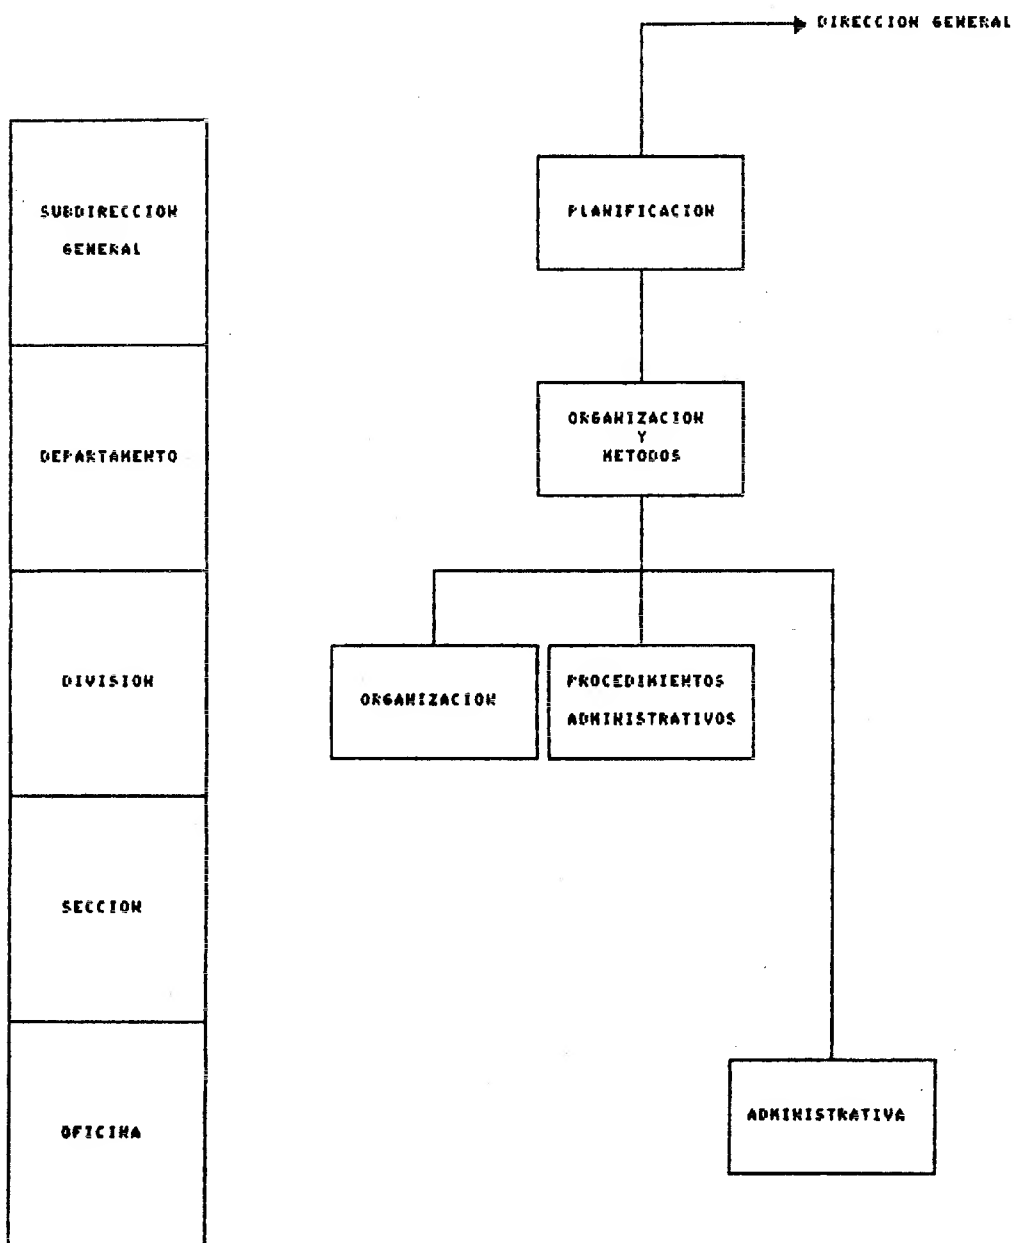 DIRECCION GENERAL
SUBDIRECCION
GENERAL
PLANIFICACION
DEPARTAMENTO
ORGANIZACION
Y
METODOS
DIVISION
ORGANIZACION
PROCEDIMIENTOS
ADMINISTRATIVOS
SECCION
OFICINA
ADMINISTRATIVA